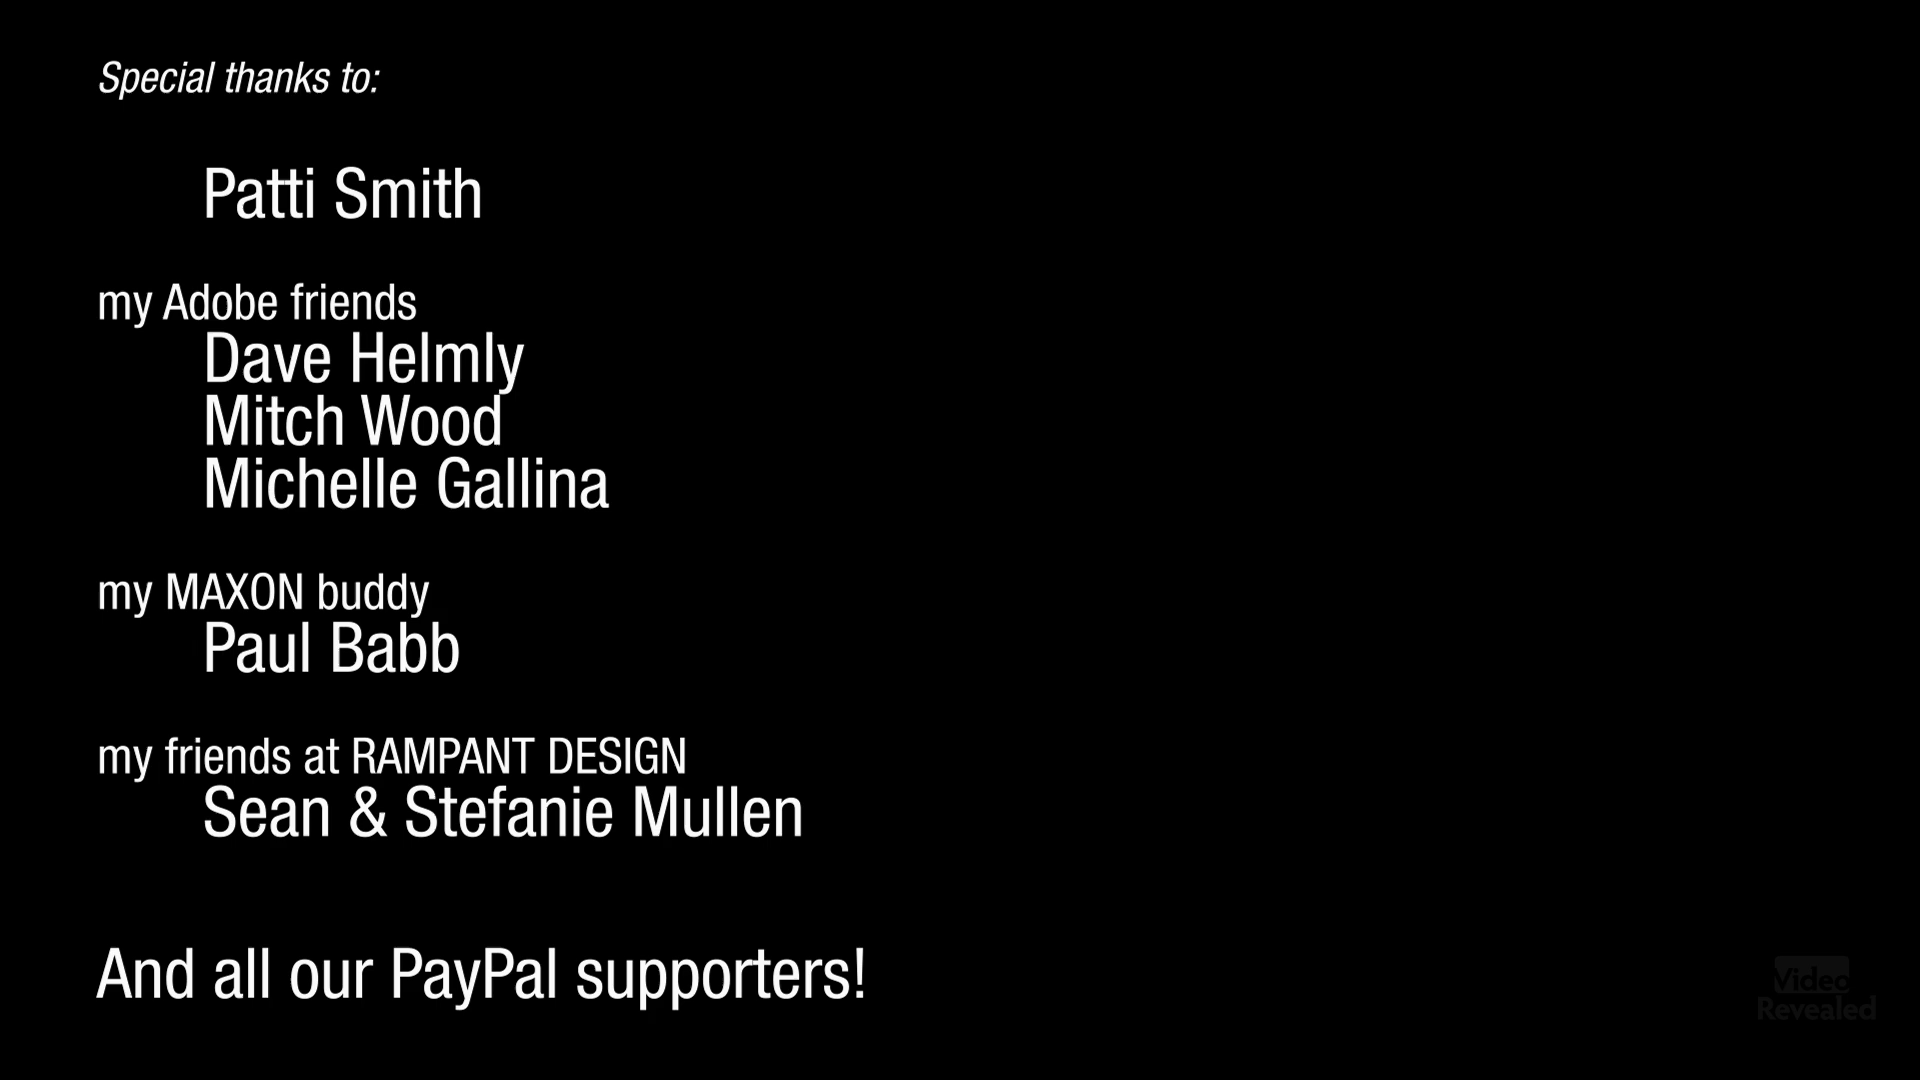 Special thanks to:
Patti Smith
my Adobe friends
Dave Helmly
Mitch Wood
Michelle Gallina
my MAXON buddy
Paul Babb
my friends at RAMPANT DESIGN
Sean & Stefanie Mullen
And all our PayPal supporters!
Video
Revealed